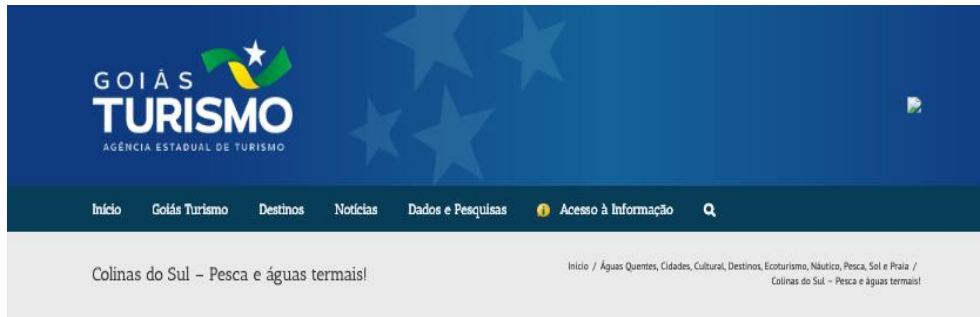 GOIÁS
TURISMO
AGÊNCIA ESTADUAL DE TURISMO
Início Goiás Turismo Destinos Notícias Dados e Pesquisas Acesso à Informação
Colinas do Sul – Pesca e águas termais!
Início / Águas Quentes, Cidades, Cultural, Destinos, Ecoturismo, Náutico, Pesca, Sol e Praia /
Colinas do Sul – Pesca e águas termais!